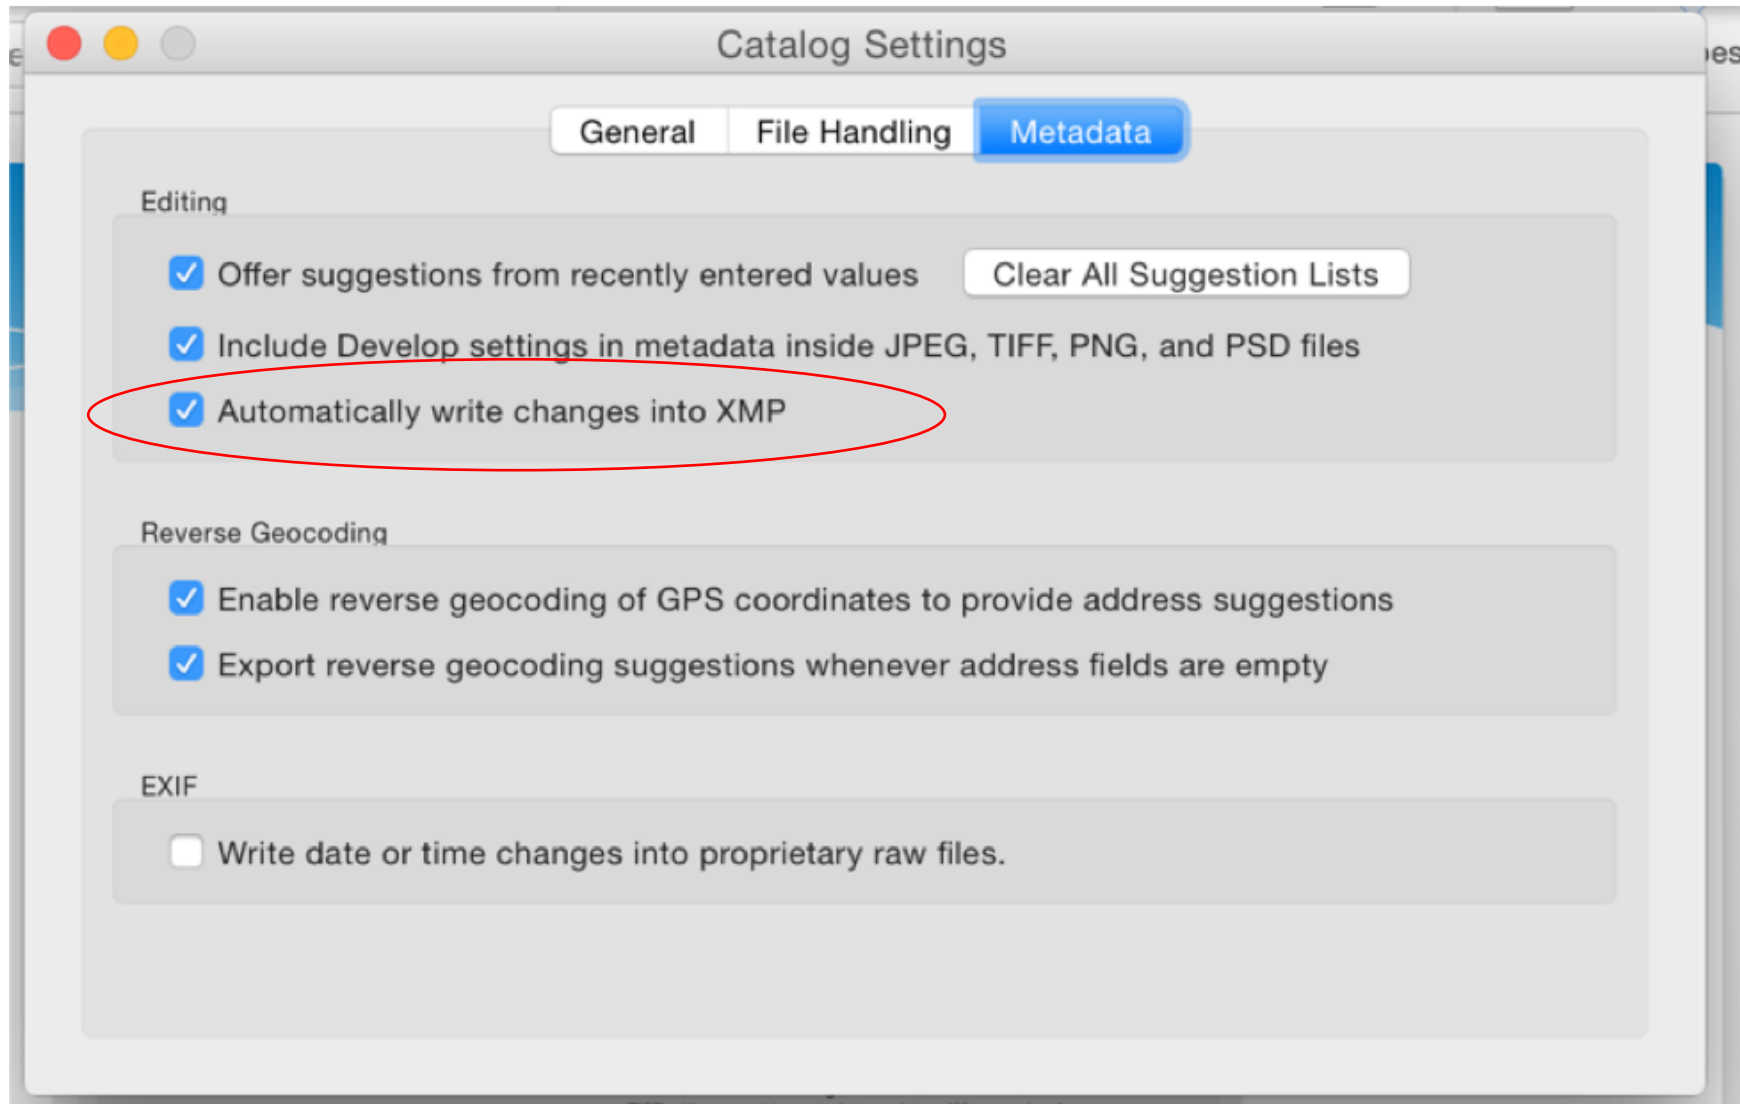 Catalog Settings
General File Handling Metadata
Editing
Offer suggestions from recently entered values Clear All Suggestion Lists
Include Develop settings in metadata inside JPEG, TIFF, PNG, and PSD files
Automatically write changes into XMP
Reverse Geocoding
Enable reverse geocoding of GPS coordinates to provide address suggestions
Export reverse geocoding suggestions whenever address fields are empty
EXIF
Write date or time changes into proprietary raw files.